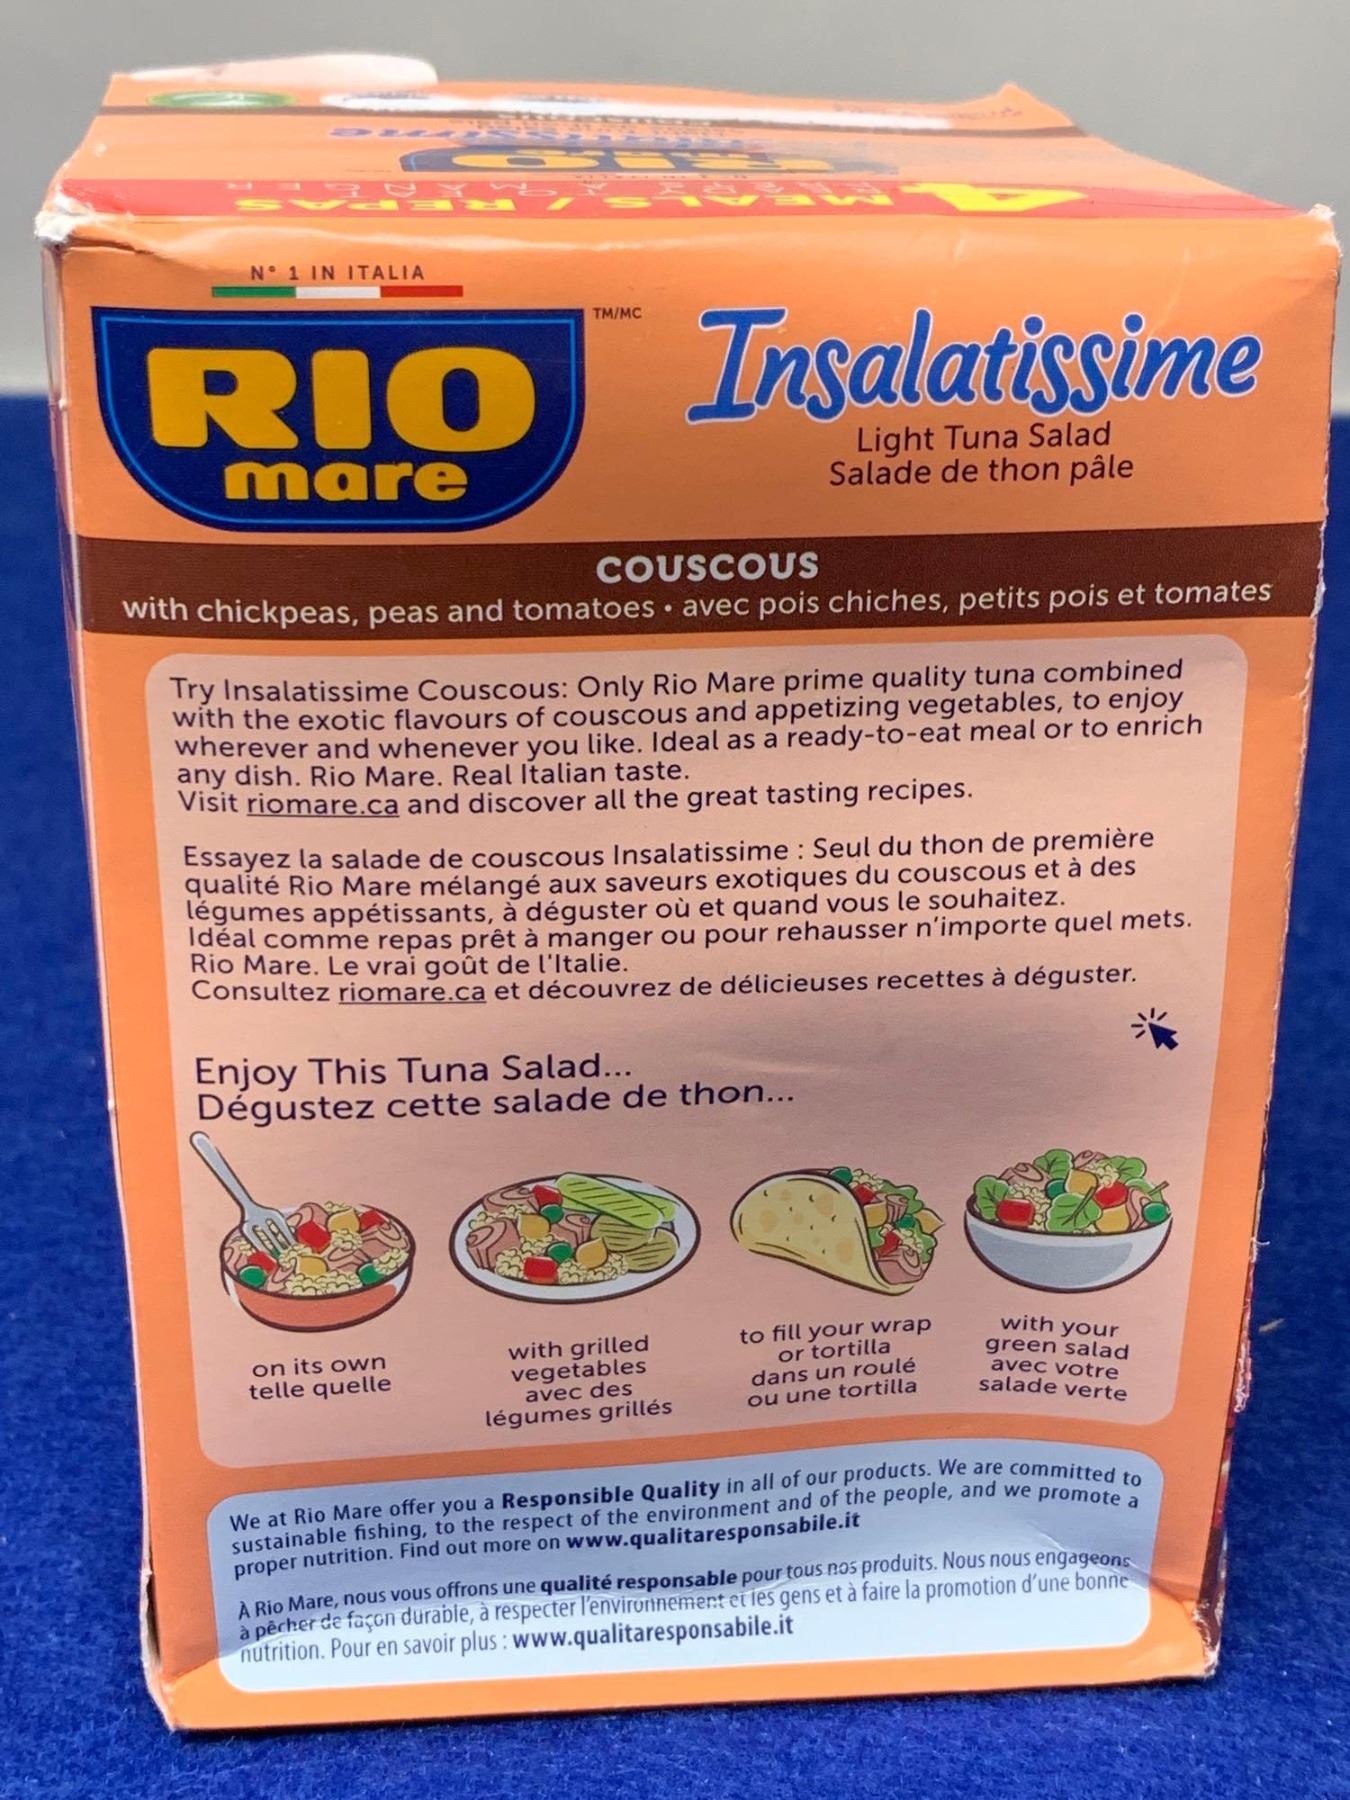 4 MEALS / REPAS
N° 1 IN ITALIA
RIO
mare
TM/MC
Insalatissime
Light Tuna Salad
Salade de thon pâle
COUSCOUS
with chickpeas, peas and tomatoes • avec pois chiches, petits pois et tomates
Try Insalatissime Couscous: Only Rio Mare prime quality tuna combined
with the exotic flavours of couscous and appetizing vegetables, to enjoy
wherever and whenever you like. Ideal as a ready-to-eat meal or to enrich
any dish. Rio Mare. Real Italian taste.
Visit riomare.ca and discover all the great tasting recipes.
Essayez la salade de couscous Insalatissime : Seul du thon de première
qualité Rio Mare mélangé aux saveurs exotiques du couscous et à des
légumes appétissants, à déguster où et quand vous le souhaitez.
Idéal comme repas prêt à manger ou pour rehausser n'importe quel mets.
Rio Mare. Le vrai goût de l'Italie.
Consultez riomare.ca et découvrez de délicieuses recettes à déguster.
Enjoy This Tuna Salad...
Dégustez cette salade de thon...
on its own
telle quelle
with grilled
vegetables
avec des
légumes grillés
to fill your wrap
or tortilla
dans un roulé
ou une tortilla
with your
green salad
avec votre
salade verte
We at Rio Mare offer you a Responsible Quality in all of our products. We are committed to
sustainable fishing, to the respect of the environment and of the people, and we promote a
proper nutrition. Find out more on www.qualitaresponsabile.it
À Rio Mare, nous vous offrons une qualité responsable pour tous nos produits. Nous nous engageons
à pêcher de façon durable, à respecter l'environnement et les gens et à faire la promotion d'une bonne
nutrition. Pour en savoir plus : www.qualitaresponsabile.it